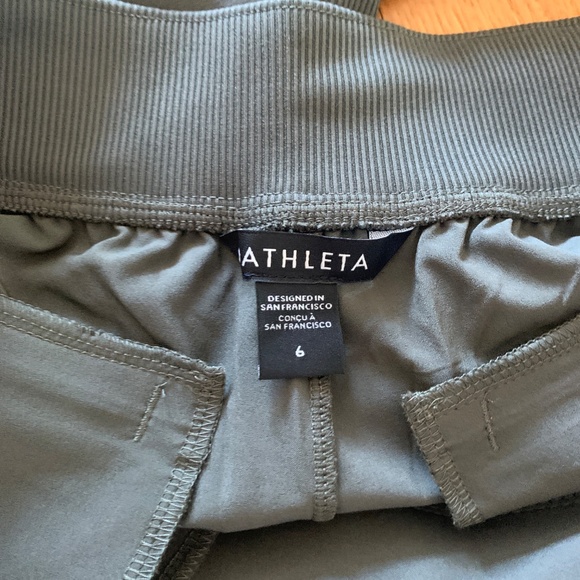 ATHLETA
DESIGNED IN
SAN FRANCISCO
CONÇU À
SAN FRANCISCO
6